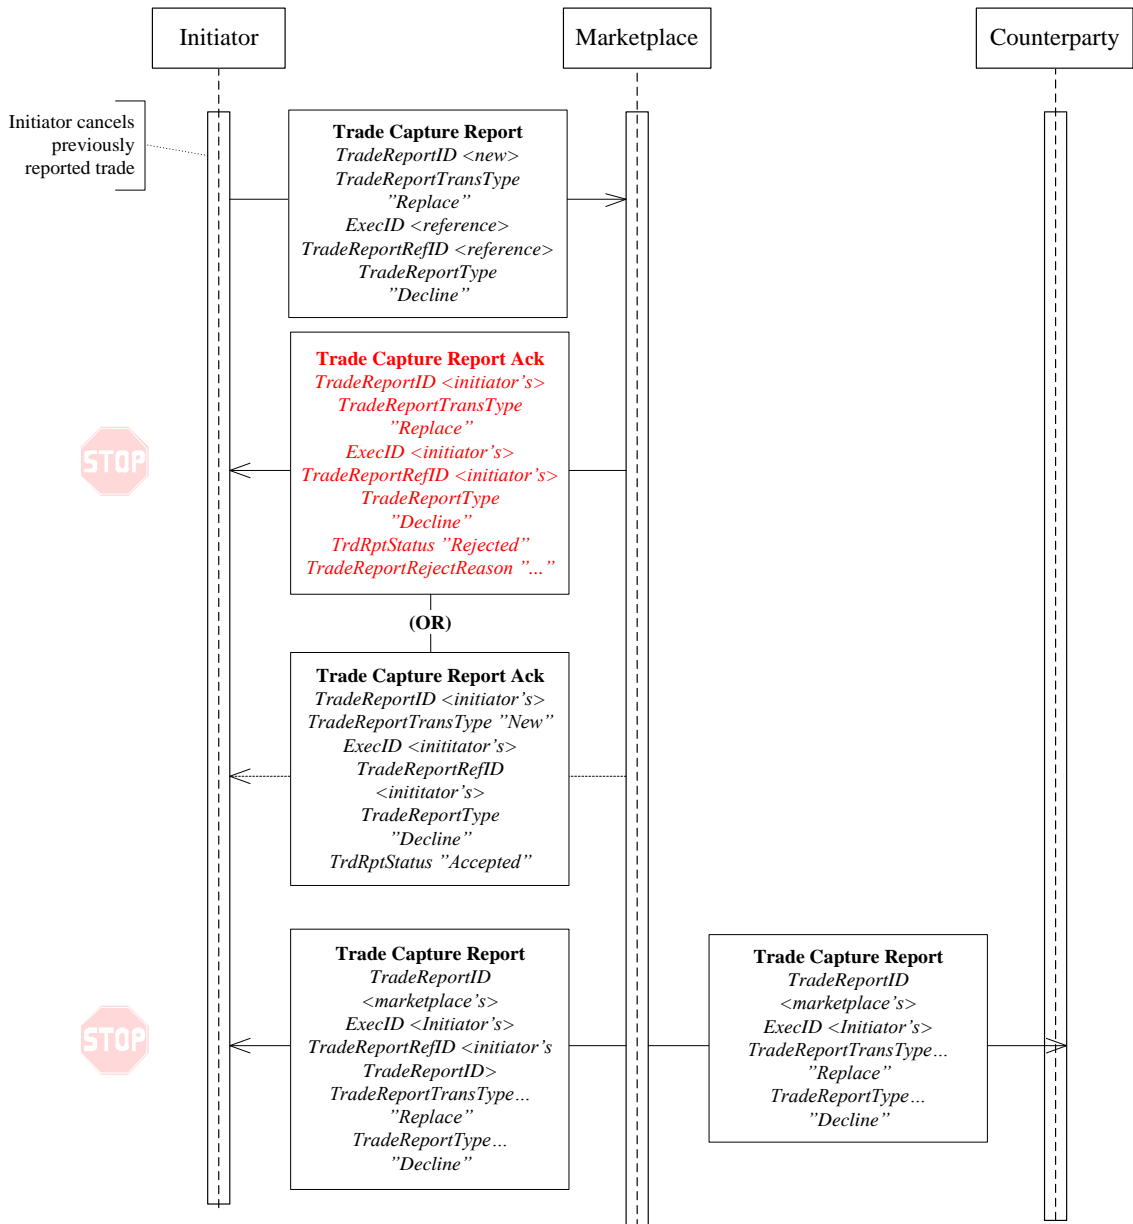 Initiator
Marketplace
Counterparty
Initiator cancels
previously
reported trade
Trade Capture Report
TradeReportID <new>
TradeReportTransType
”Replace”
ExecID <reference>
TradeReportRefID <reference>
TradeReportType
”Decline”
Trade Capture Report Ack
TradeReportID <initiator’s>
TradeReportTransType
”Replace”
ExecID <initiator’s>
TradeReportRefID <initiator’s>
TradeReportType
”Decline”
TrdRptStatus ”Rejected”
TradeReportRejectReason ”…”
STOP
(OR)
Trade Capture Report Ack
TradeReportID <initiator’s>
TradeReportTransType ”New”
ExecID <inititator’s>
TradeReportRefID
<inititator’s>
TradeReportType
”Decline”
TrdRptStatus ”Accepted”
Trade Capture Report
TradeReportID
<marketplace’s>
ExecID <Initiator’s>
TradeReportRefID <initiator’s
TradeReportID>
TradeReportTransType…
”Replace”
TradeReportType…
”Decline”
STOP
Trade Capture Report
TradeReportID
<marketplace’s>
ExecID <Initiator’s>
TradeReportTransType…
”Replace”
TradeReportType…
”Decline”